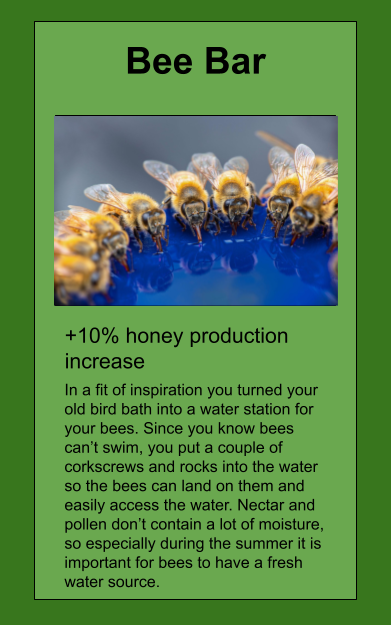 Bee Bar
+10% honey production
increase
In a fit of inspiration you turned your
old bird bath into a water station for
your bees. Since you know bees
can’t swim, you put a couple of
corkscrews and rocks into the water
so the bees can land on them and
easily access the water. Nectar and
pollen don’t contain a lot of moisture,
so especially during the summer it is
important for bees to have a fresh
water source.